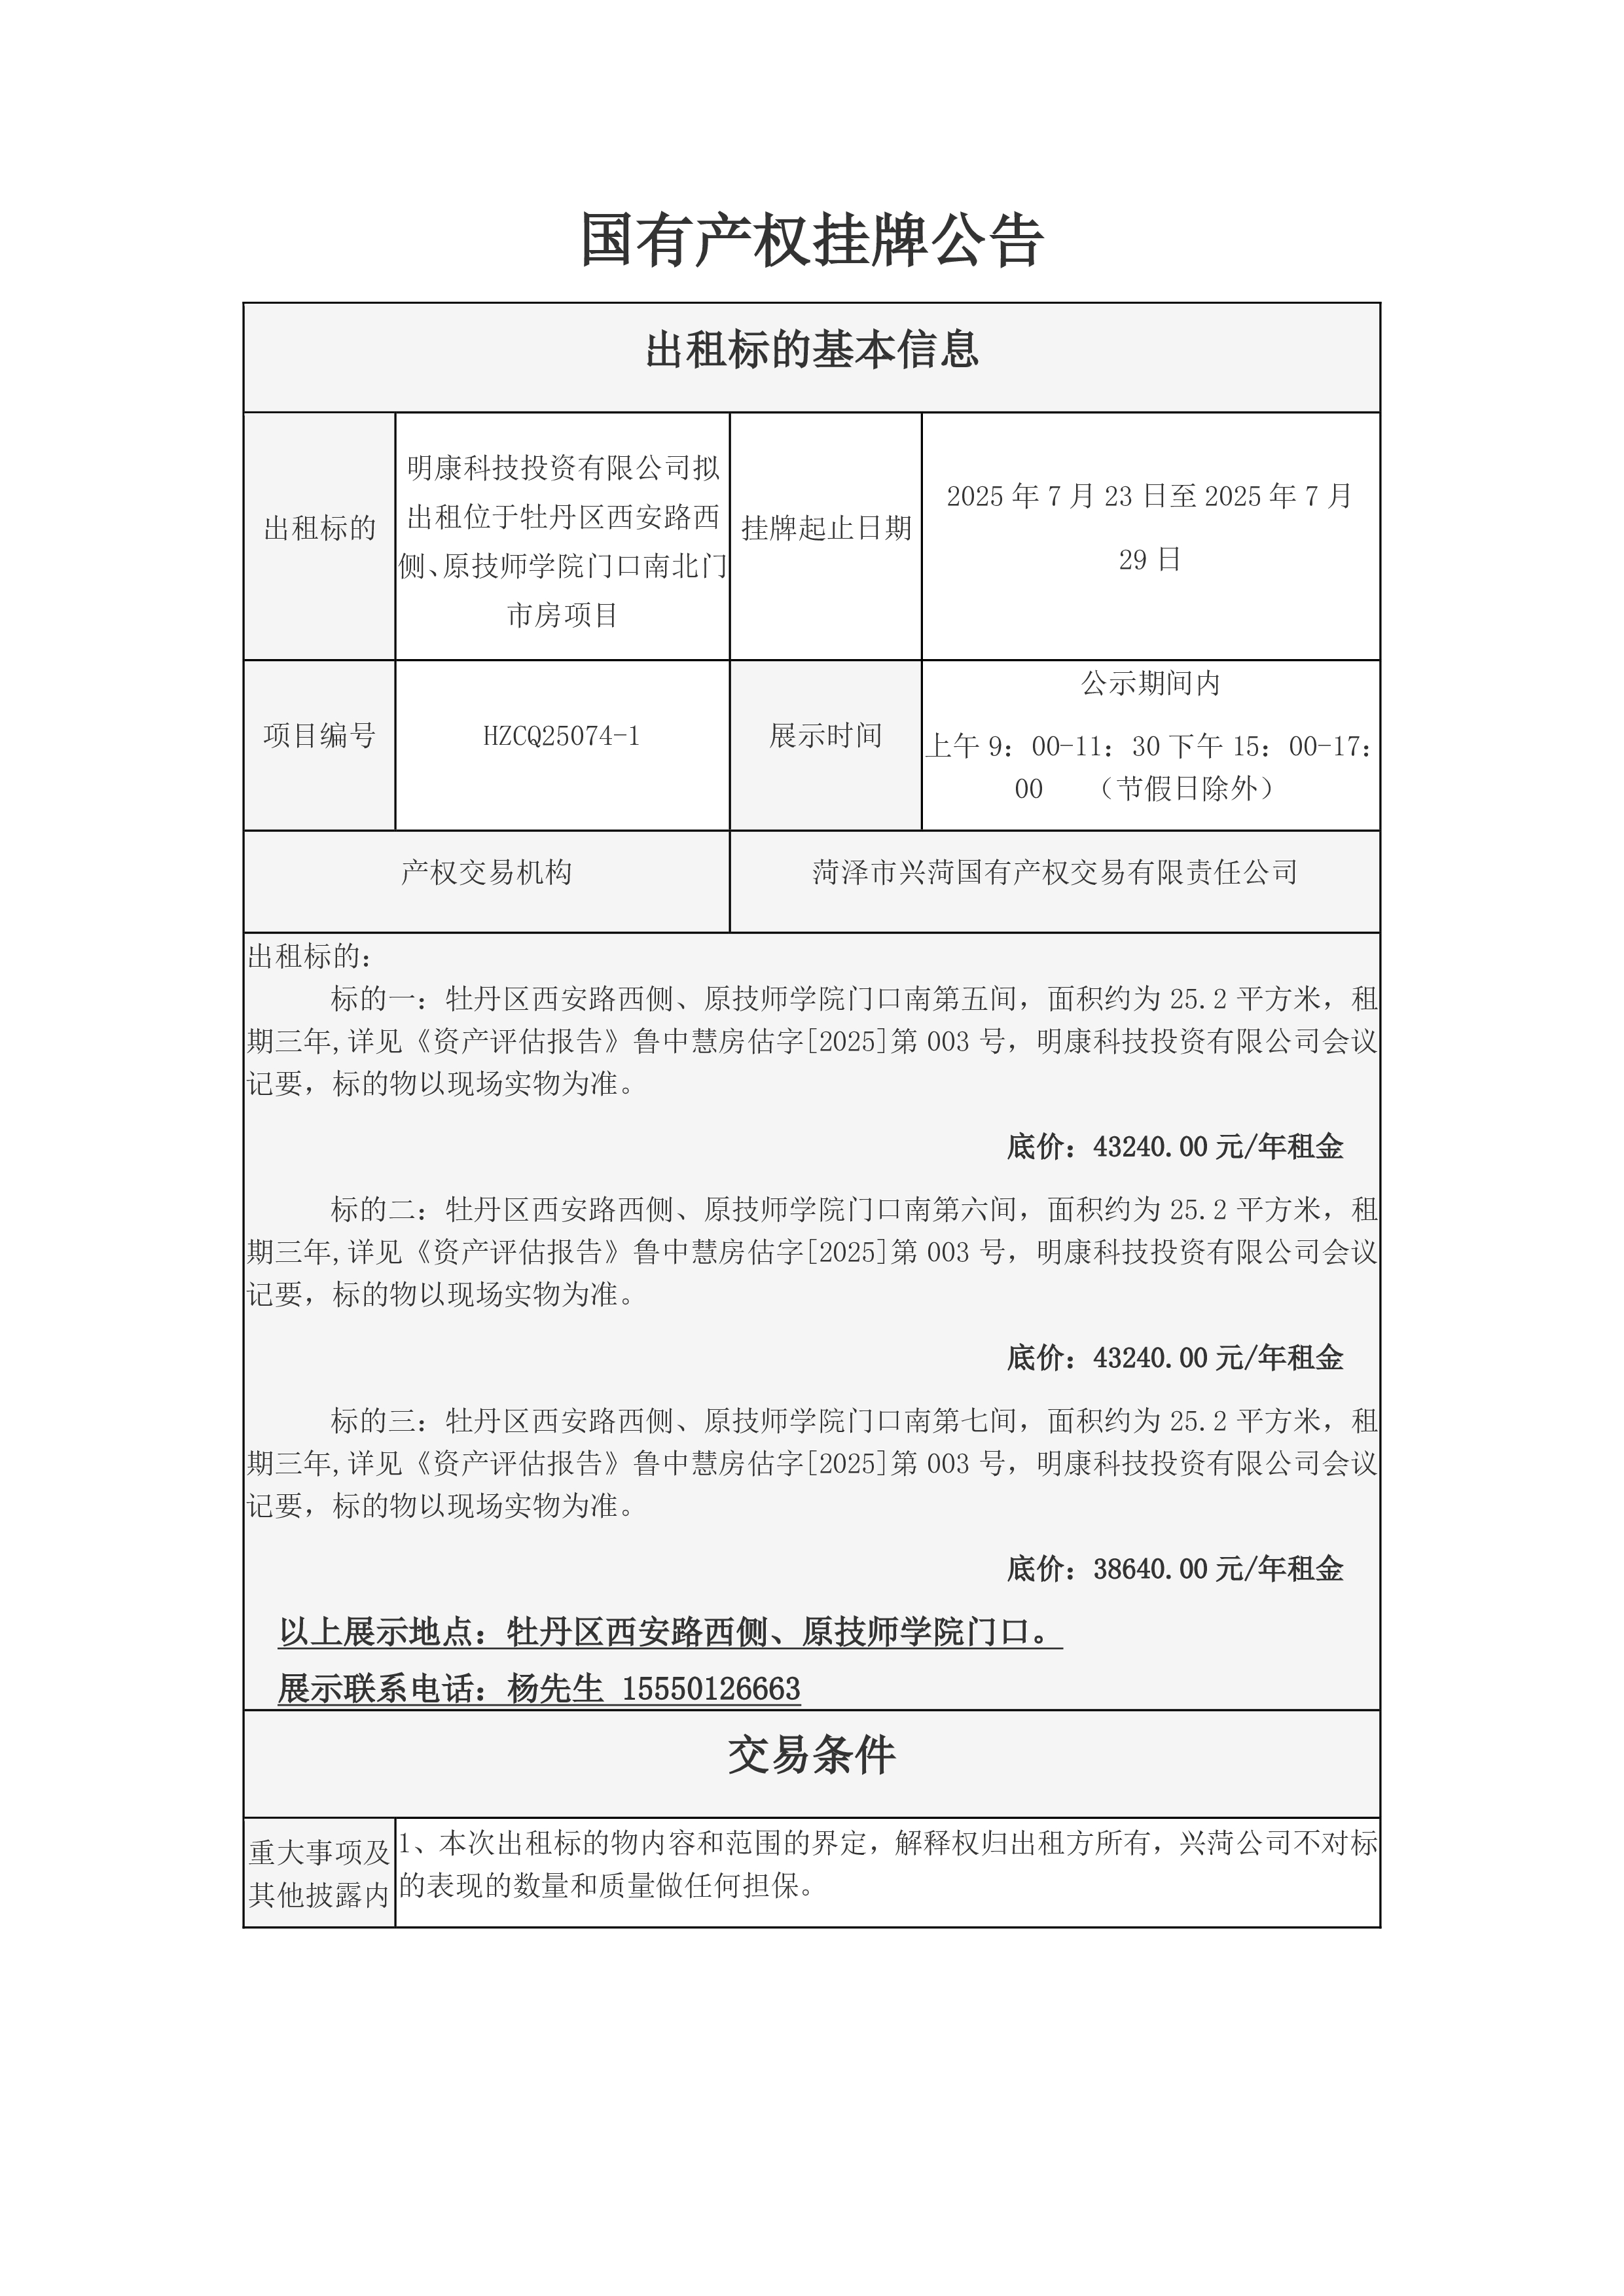 国有产权挂牌公告
出租标的基本信息
出租标的
明康科技投资有限公司拟
出租位于牡丹区西安路西
侧、原技师学院门口南北门
市房项目
挂牌起止日期
2025 年 7 月 23 日至 2025 年 7 月
29 日
项目编号
HZCQ25074-1
展示时间
公示期间内
上午 9：00-11：30 下午 15：00-17：
00 （节假日除外）
产权交易机构
菏泽市兴菏国有产权交易有限责任公司
出租标的：
标的一：牡丹区西安路西侧、原技师学院门口南第五间，面积约为 25.2 平方米，租
期三年,详见《资产评估报告》鲁中慧房估字[2025]第 003 号，明康科技投资有限公司会议
记要，标的物以现场实物为准。
底价：43240.00 元/年租金
标的二：牡丹区西安路西侧、原技师学院门口南第六间，面积约为 25.2 平方米，租
期三年,详见《资产评估报告》鲁中慧房估字[2025]第 003 号，明康科技投资有限公司会议
记要，标的物以现场实物为准。
底价：43240.00 元/年租金
标的三：牡丹区西安路西侧、原技师学院门口南第七间，面积约为 25.2 平方米，租
期三年,详见《资产评估报告》鲁中慧房估字[2025]第 003 号，明康科技投资有限公司会议
记要，标的物以现场实物为准。
底价：38640.00 元/年租金
以上展示地点：牡丹区西安路西侧、原技师学院门口。
展示联系电话：杨先生 15550126663
交易条件
重大事项及
其他披露内
1、本次出租标的物内容和范围的界定，解释权归出租方所有，兴菏公司不对标
的表现的数量和质量做任何担保。